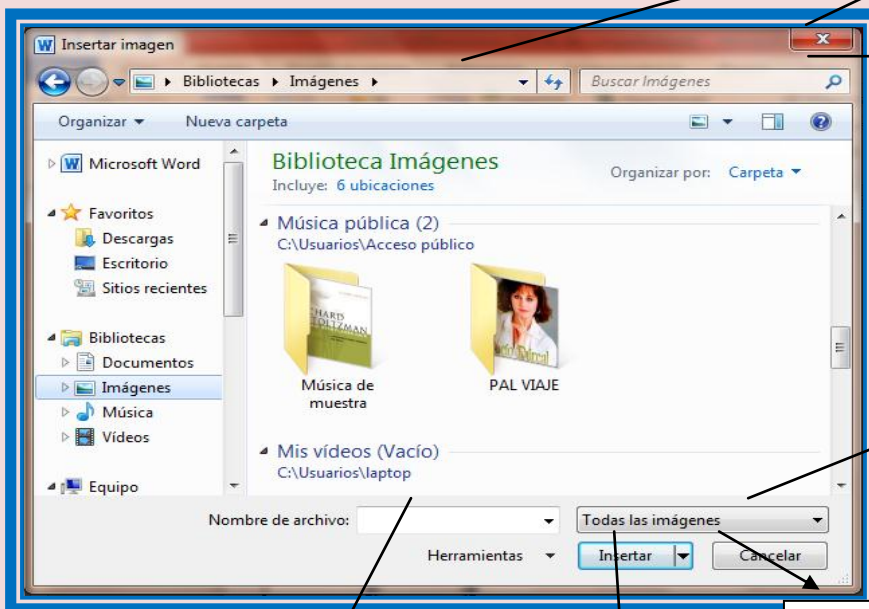 Insertar imagen
Bibliotecas Imágenes
Buscar Imágenes
Organizar Nueva carpeta
Microsoft Word
Favoritos
Descargas
Escritorio
Sitios recientes
Bibliotecas
Documentos
Imágenes
Música
Vídeos
Equipo
Biblioteca Imágenes
Incluye: 6 ubicaciones
Organizar por: Carpeta
Música pública (2)
C:\Usuarios\Acceso público
Música de
muestra
PAL VIAJE
Mis vídeos (Vacío)
C:\Usuarios\laptop
Nombre de archivo:
Todas las imágenes
Herramientas
Insertar
Cancelar